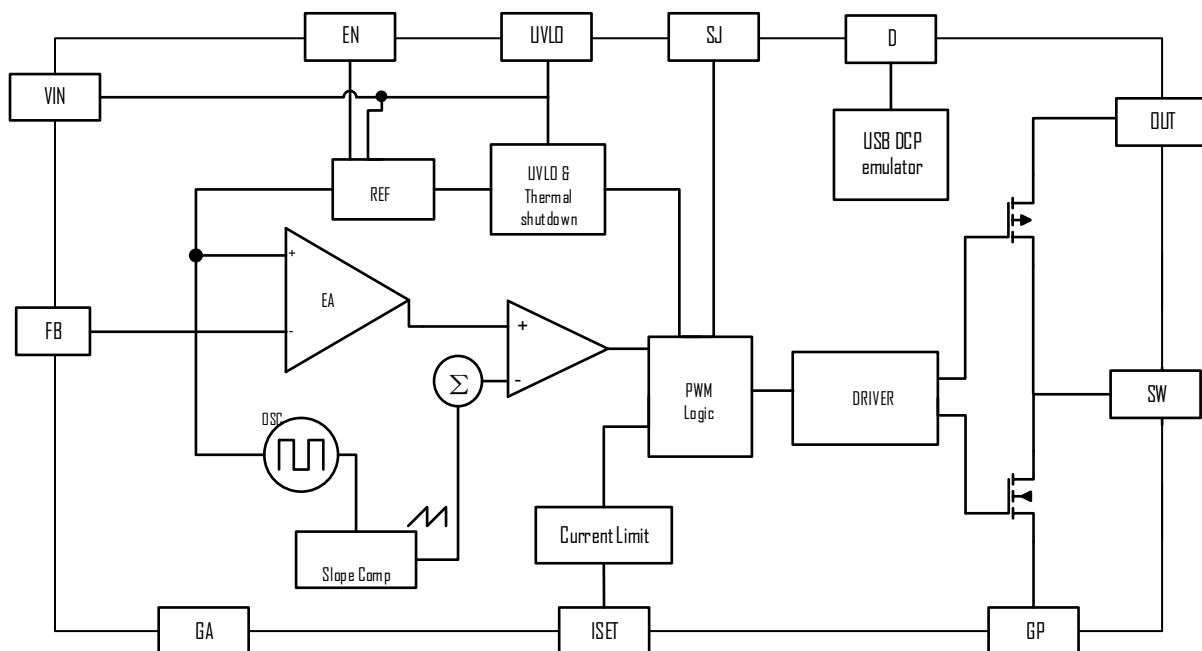 EN
UVLO
SJ
D
VIN
OUT
USB DCP
emulator
REF
UVLO &
Thermal
shutdown
+
EA
-
FB
+
-
Σ
PWM
Logic
DRIVER
SW
OSC
Current Limit
Slope Comp
GA
ISET
GP